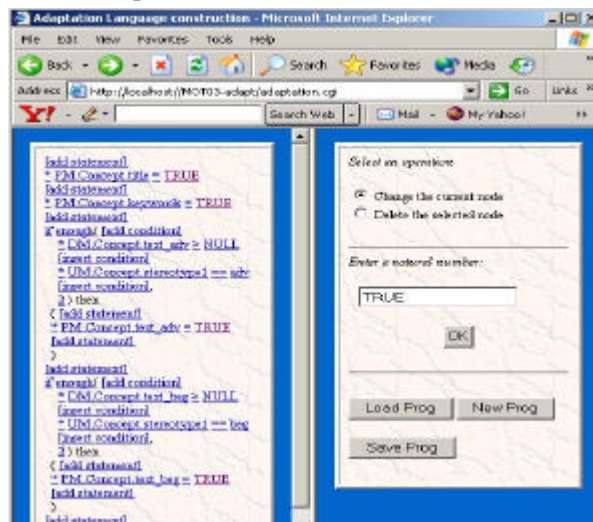 Adaptation Language construction - Microsoft Internet Explorer
File Edit View Favorites Tools Help
Back Search Favorites Media
Address http://localhost/MOT03-adapt/adaptation.cgi Go Links
Y! Search Web Mail My Yahoo!
[add statement]
* PM.Concept.title = TRUE
[add statement]
* PM.Concept.keywords = TRUE
[add statement]
if enough( [add condition]
* DM.Concept.text_adv > NULL
[insert condition]
* UM.Concept.stereotype1 == adv
[insert condition],
2 ) then
( [add statement]
* PM.Concept.text_adv = TRUE
[add statement]
)
[add statement]
if enough( [add condition]
* DM.Concept.text_beg > NULL
[insert condition]
* UM.Concept.stereotype1 == beg
[insert condition],
2 ) then
( [add statement]
* PM.Concept.text_beg = TRUE
[add statement]
)
[add statement]
Select an operation:
Change the current node
Delete the selected node
Enter a natural number:
TRUE
OK
Load Prog New Prog
Save Prog